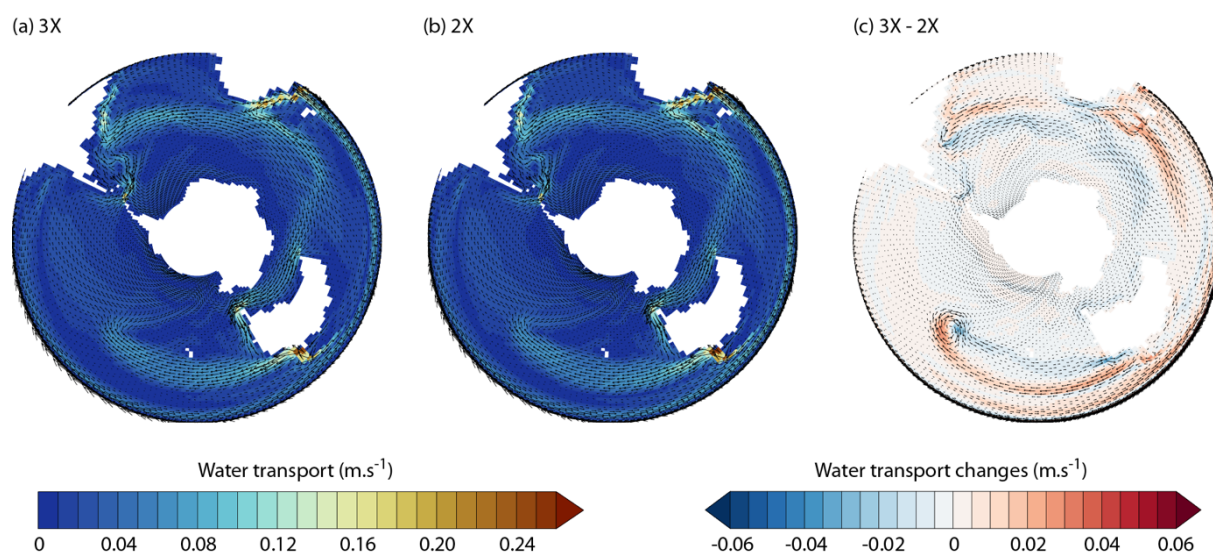 (a) 3X
(b) 2X
(c) 3X - 2X
Water transport (m.s⁻¹)
0 0.04 0.08 0.12 0.16 0.20 0.24
Water transport changes (m.s⁻¹)
-0.06 -0.04 -0.02 0 0.02 0.04 0.06